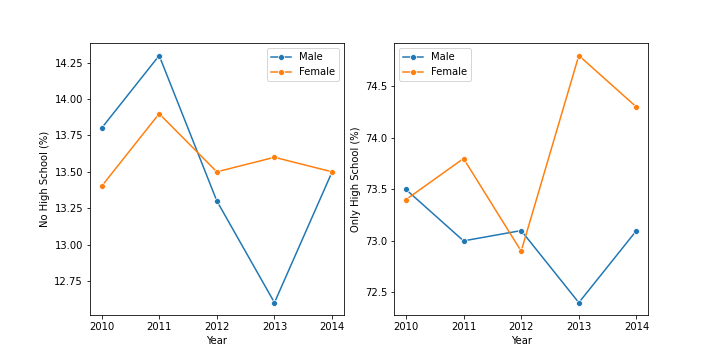 No High School (%)
14.25
14.00
13.75
13.50
13.25
13.00
12.75
Male
Female
2010 2011 2012 2013 2014
Year
Only High School (%)
74.5
74.0
73.5
73.0
72.5
Male
Female
2010 2011 2012 2013 2014
Year